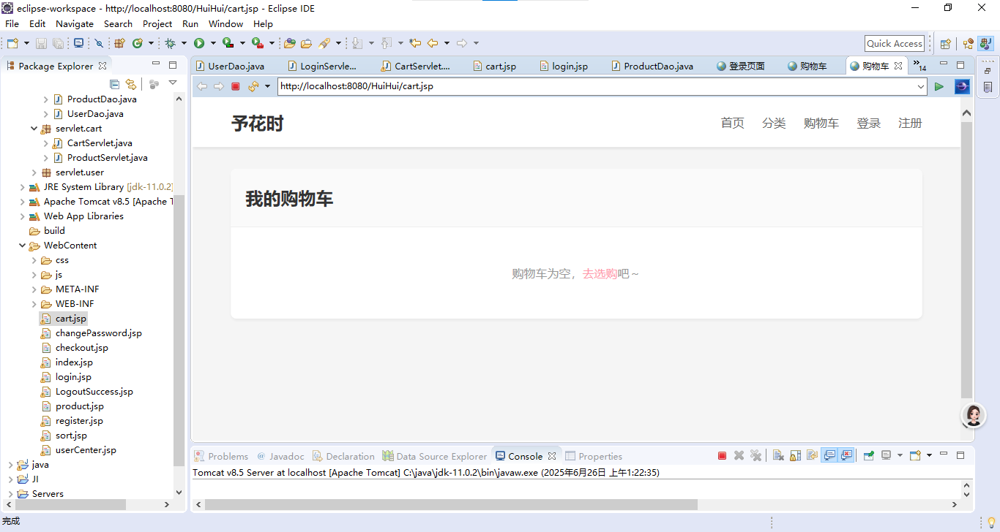 eclipse-workspace - http://localhost:8080/HuiHui/cart.jsp - Eclipse IDE
File Edit Navigate Search Project Run Window Help
Quick Access
Package Explorer
ProductDao.java
UserDao.java
servlet.cart
CartServlet.java
ProductServlet.java
servlet.user
JRE System Library [jdk-11.0.2]
Apache Tomcat v8.5 [Apache T
Web App Libraries
build
WebContent
css
js
META-INF
WEB-INF
cart.jsp
changePassword.jsp
checkout.jsp
index.jsp
login.jsp
LogoutSuccess.jsp
product.jsp
register.jsp
sort.jsp
userCenter.jsp
java
JI
Servers
UserDao.java LoginServle... CartServlet.... cart.jsp login.jsp ProductDao.java 登录页面 购物车 购物车 »14
http://localhost:8080/HuiHui/cart.jsp
予花时
首页 分类 购物车 登录 注册
我的购物车
购物车为空，去选购吧～
Problems @ Javadoc Declaration Data Source Explorer Console Properties
Tomcat v8.5 Server at localhost [Apache Tomcat] C:\java\jdk-11.0.2\bin\javaw.exe (2025年6月26日 上午1:22:35)
完成